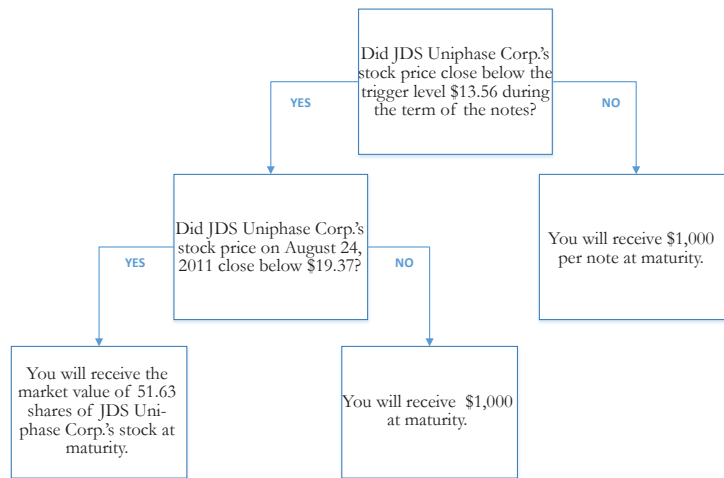 Did JDS Uniphase Corp.'s
stock price close below the
trigger level $13.56 during
the term of the notes?
YES
NO
Did JDS Uniphase Corp.'s
stock price on August 24,
2011 close below $19.37?
You will receive $1,000
per note at maturity.
YES
NO
You will receive the
market value of 51.63
shares of JDS Uni-
phase Corp.'s stock at
maturity.
You will receive $1,000
at maturity.